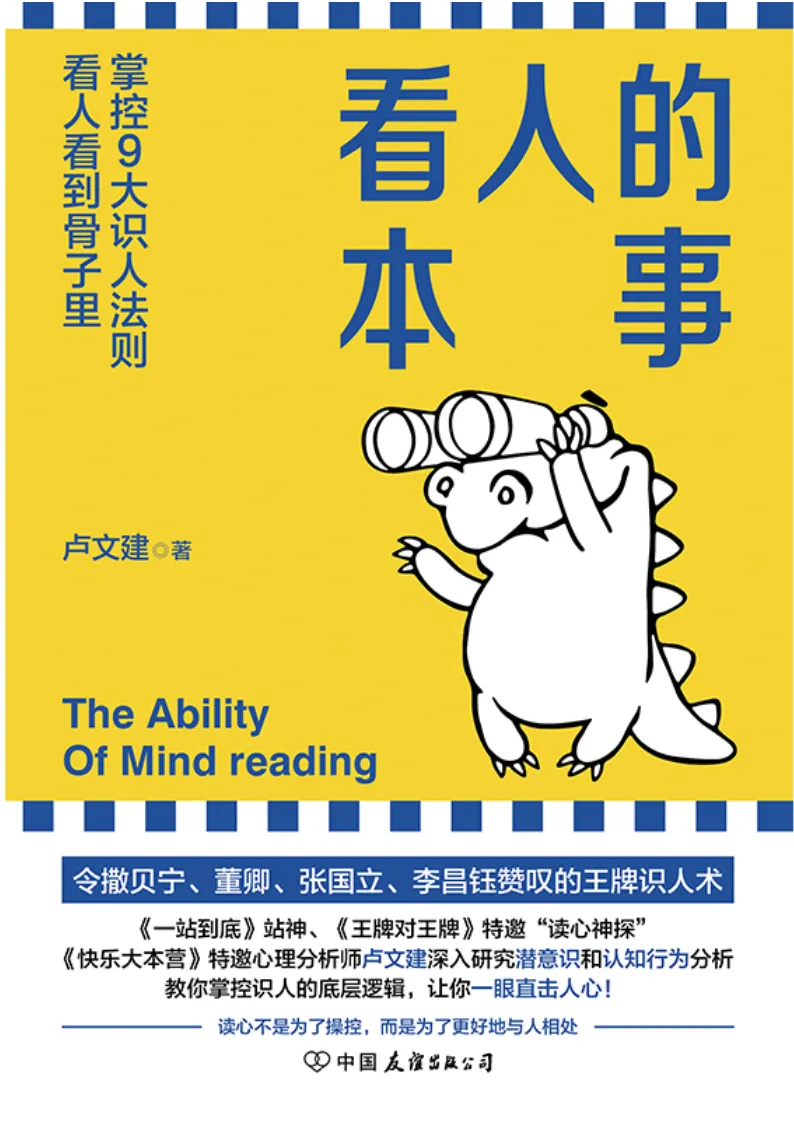 看人的
本事
掌控9大识人法则
看人看到骨子里
卢文建◎著
The Ability
Of Mind reading
令撒贝宁、董卿、张国立、李昌钰赞叹的王牌识人术
《一站到底》站神、《王牌对王牌》特邀“读心神探”
《快乐大本营》特邀心理分析师卢文建深入研究潜意识和认知行为分析
教你掌控识人的底层逻辑，让你一眼直击人心！
读心不是为了操控，而是为了更好地与人相处
中国友谊出版公司